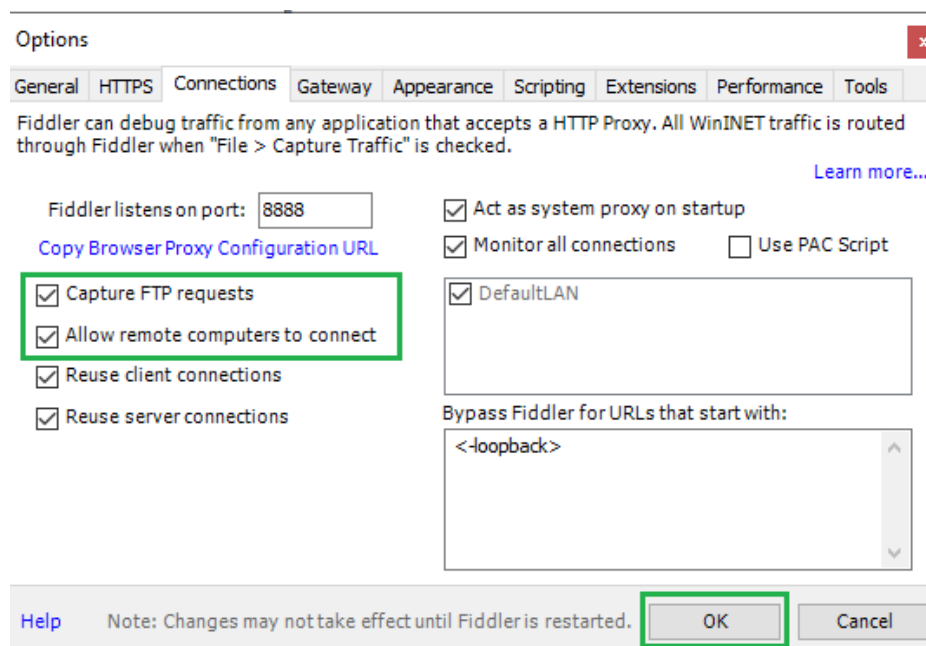 Options
x
General HTTPS Connections Gateway Appearance Scripting Extensions Performance Tools
Fiddler can debug traffic from any application that accepts a HTTP Proxy. All WinINET traffic is routed
through Fiddler when "File > Capture Traffic" is checked.
Learn more...
Fiddler listens on port: 8888
Copy Browser Proxy Configuration URL
Capture FTP requests
Allow remote computers to connect
Reuse client connections
Reuse server connections
Act as system proxy on startup
Monitor all connections Use PAC Script
DefaultLAN
Bypass Fiddler for URLs that start with:
<-loopback>
Help Note: Changes may not take effect until Fiddler is restarted. OK Cancel